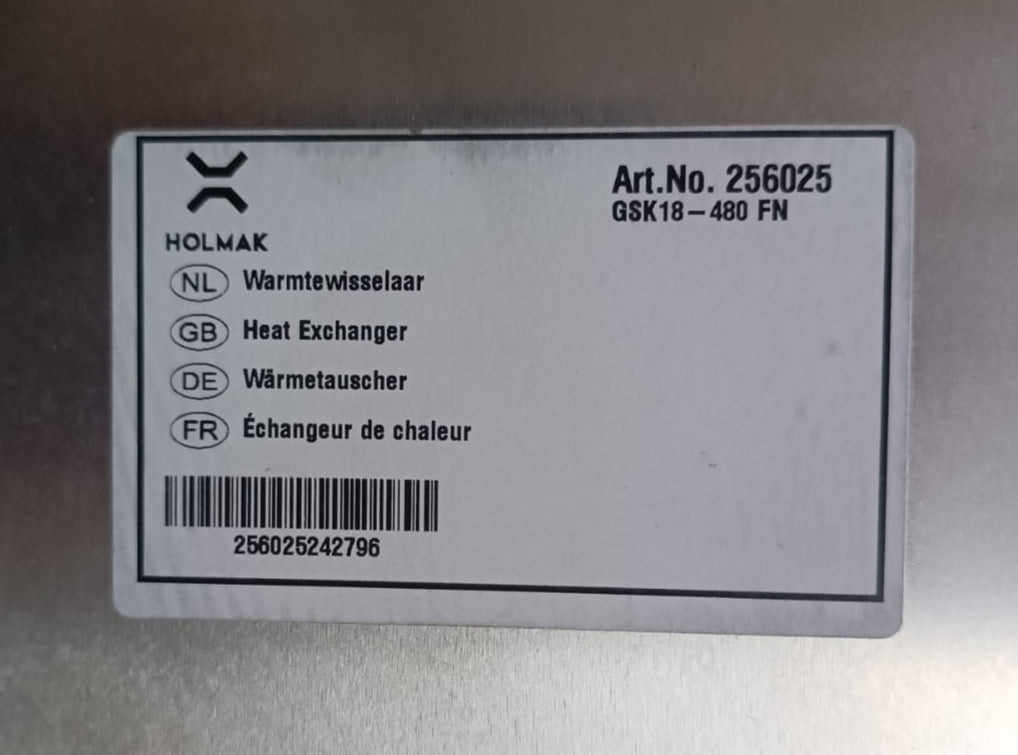 HOLMAK
Art.No. 256025
GSK18-480 FN
NL Warmtewisselaar
GB Heat Exchanger
DE Wärmetauscher
FR Échangeur de chaleur
256025242796